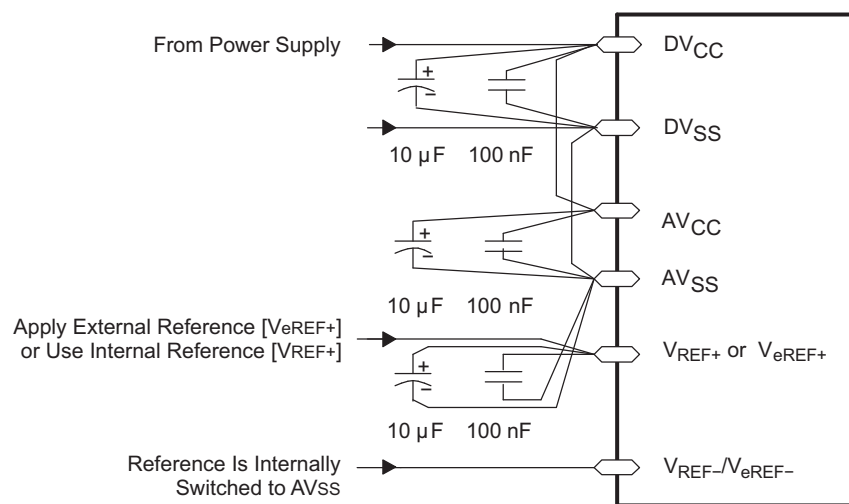 From Power Supply
DVCC
+
−
DVSS
10 µF 100 nF
AVCC
+
−
AVSS
10 µF 100 nF
Apply External Reference [VeREF+]
or Use Internal Reference [VREF+]
VREF+ or VeREF+
+
−
10 µF 100 nF
Reference Is Internally
Switched to AVSS
VREF−/VeREF−